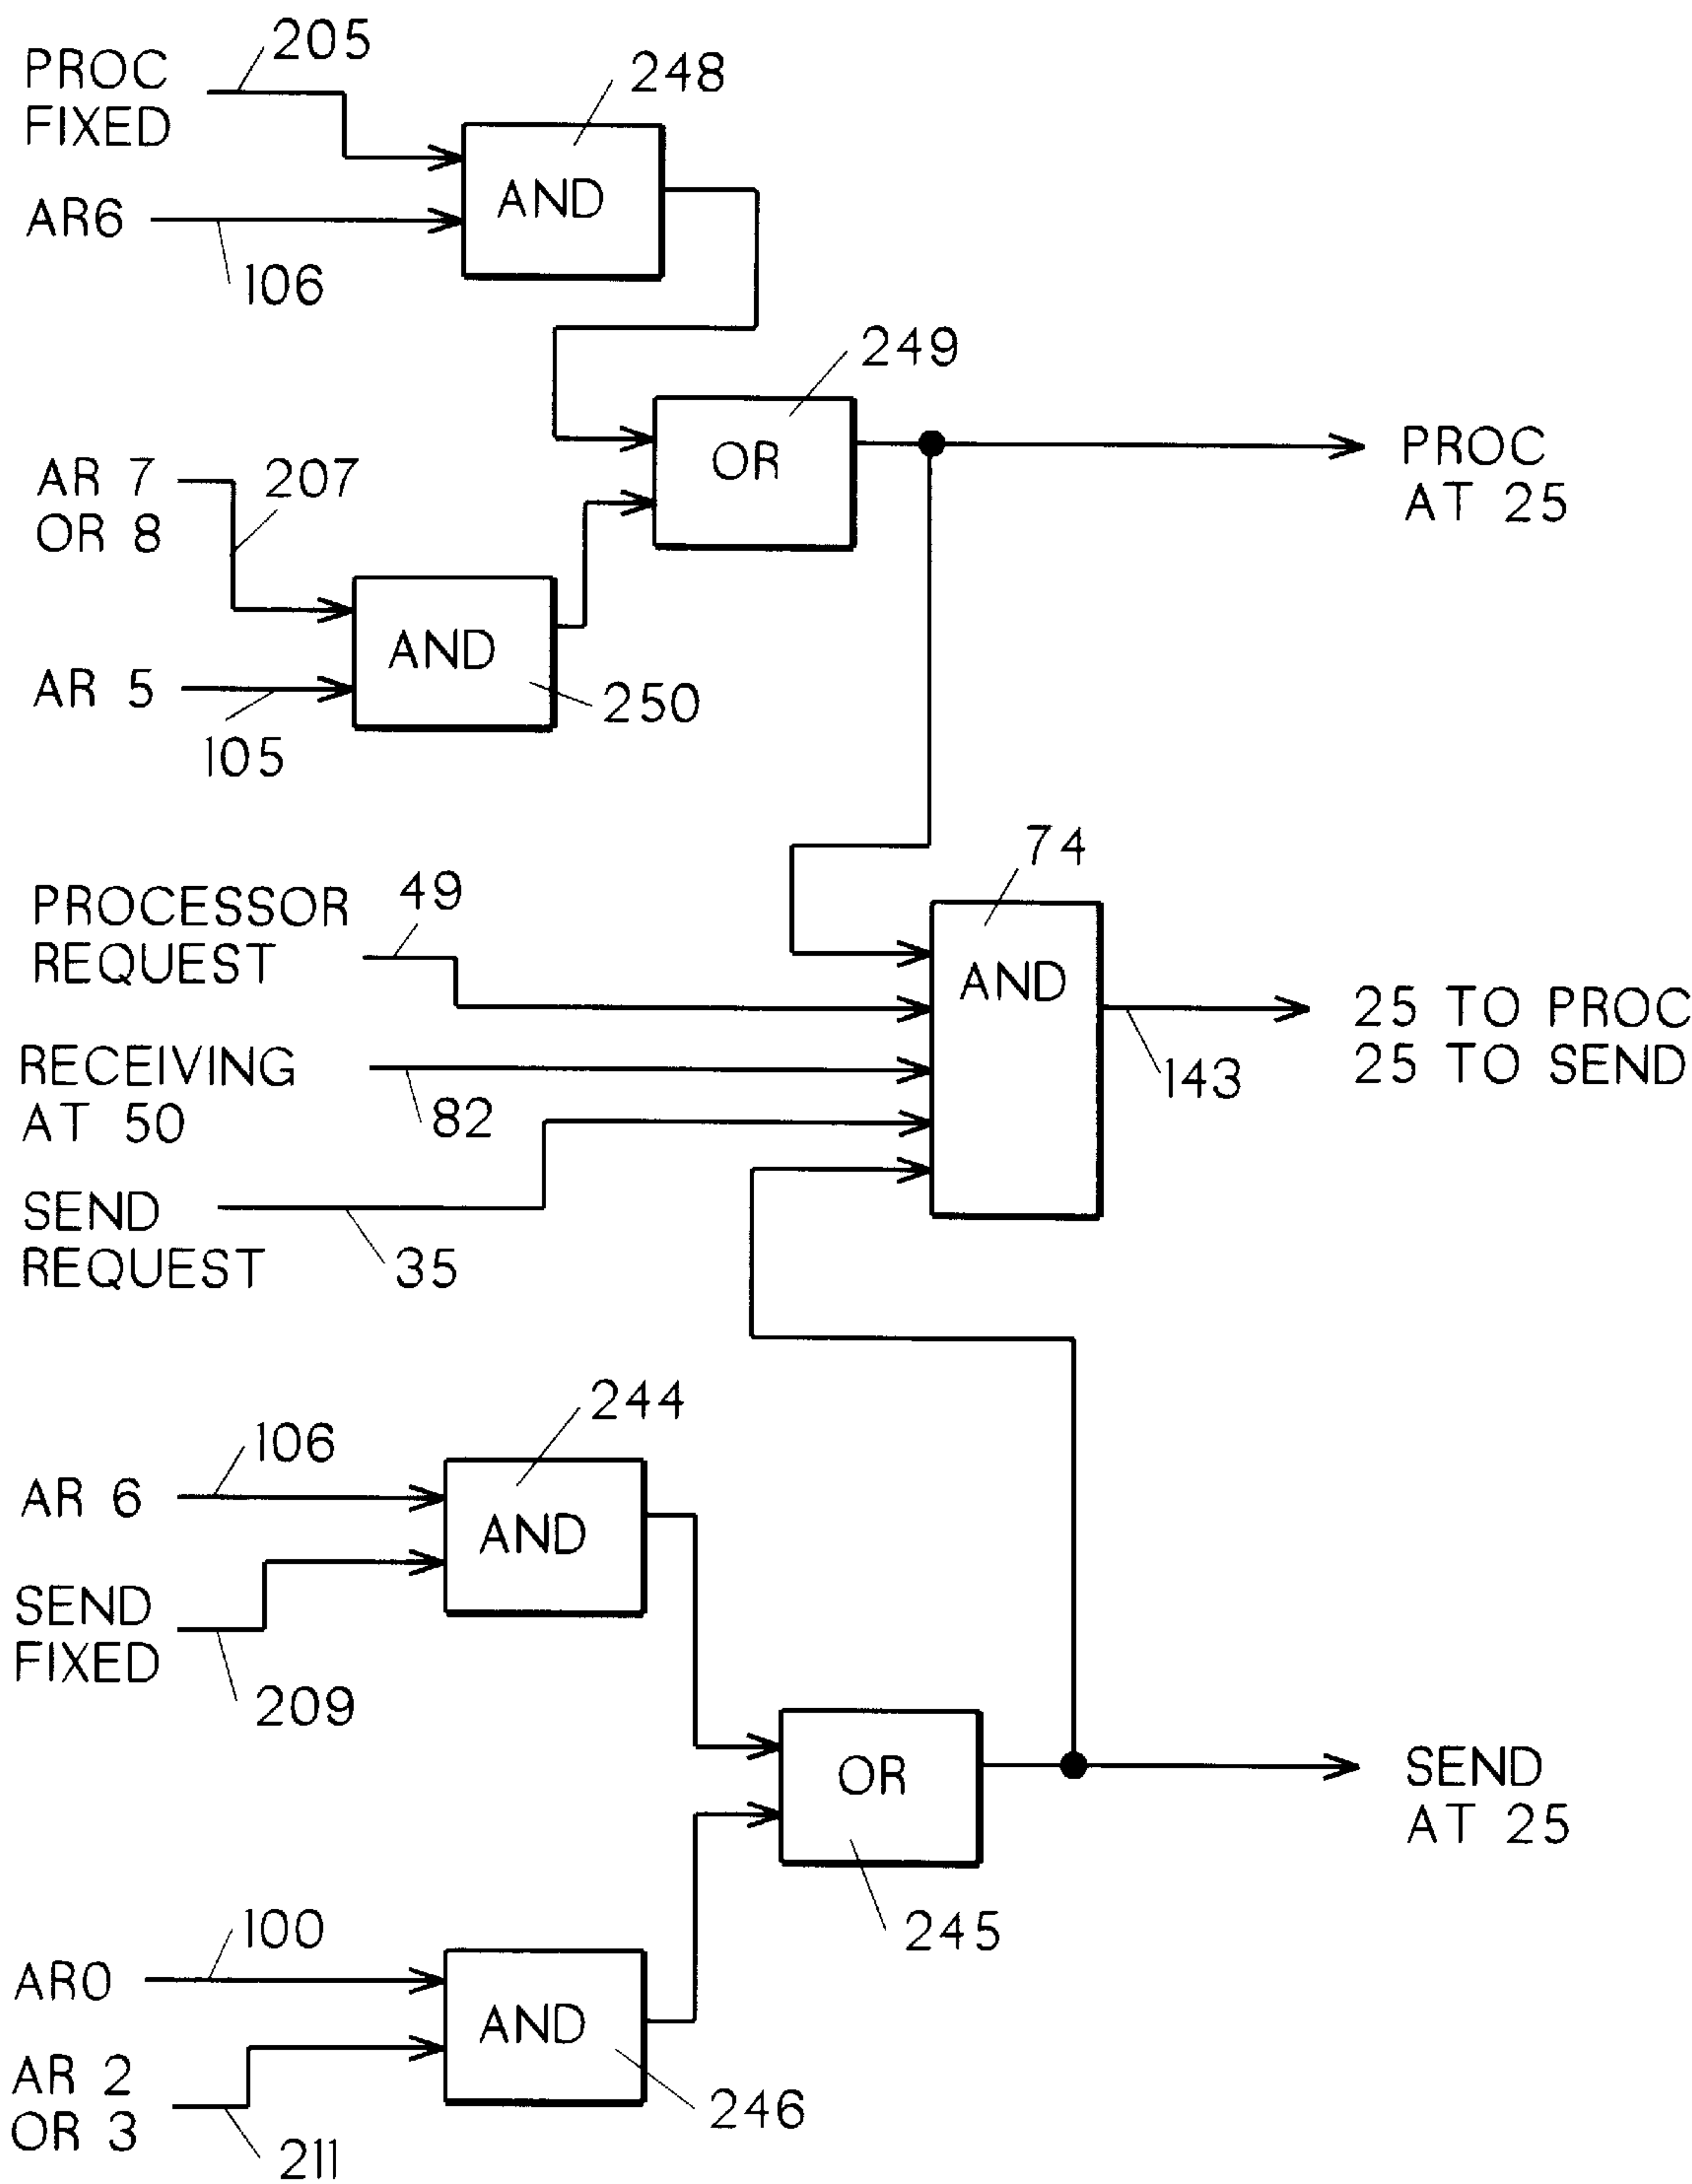 205
PROC
FIXED
248
AND
AR6
106
249
OR
PROC
AT 25
AR 7
OR 8
207
AND
AR 5
250
105
74
49
PROCESSOR
REQUEST
AND
25 TO PROC
25 TO SEND
RECEIVING
AT 50
143
82
SEND
REQUEST
35
244
106
AR 6
AND
SEND
FIXED
209
OR
SEND
AT 25
245
100
AR0
AND
AR 2
OR 3
246
211